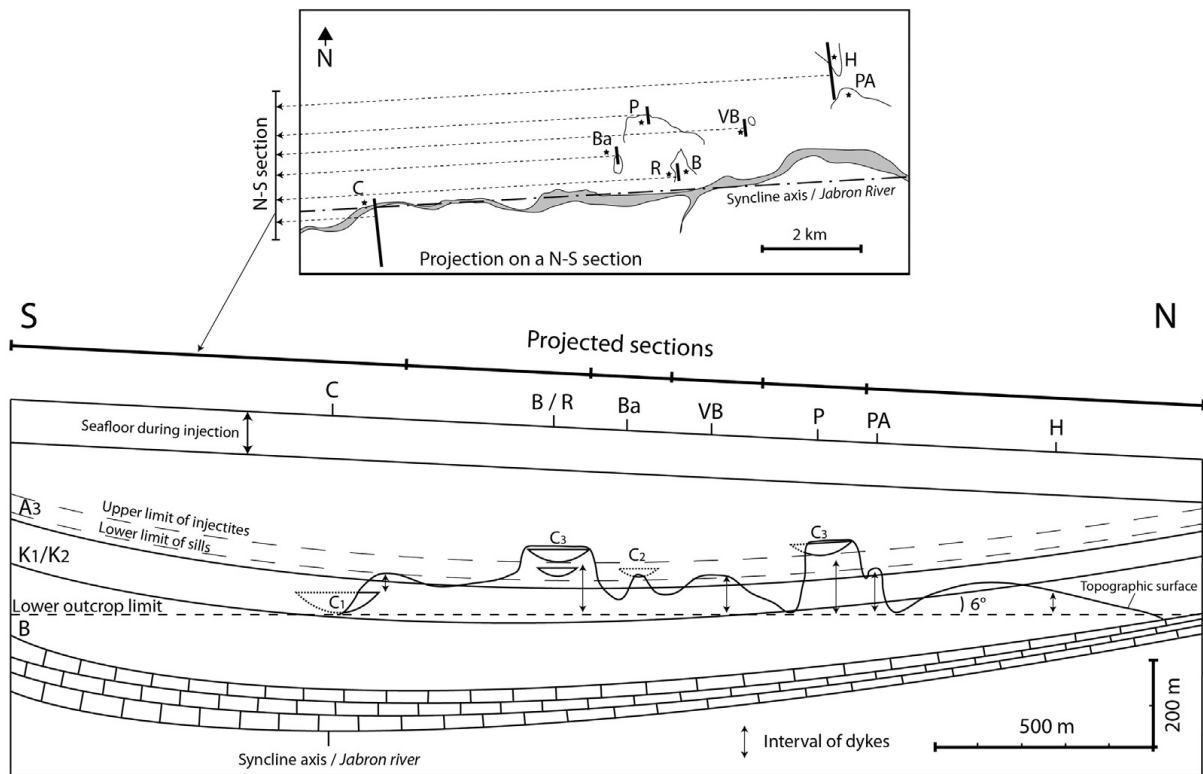 N
H
PA
P
VB
Ba
R
B
C
N-S section
Syncline axis / Jabron River
2 km
Projection on a N-S section
S
N
Projected sections
C
B / R
Ba
VB
P
PA
H
Seafloor during injection
A3
Upper limit of injectites
Lower limit of sills
K1/K2
C3
C2
C3
C1
Lower outcrop limit
6°
Topographic surface
B
200 m
500 m
Interval of dykes
Syncline axis / Jabron river